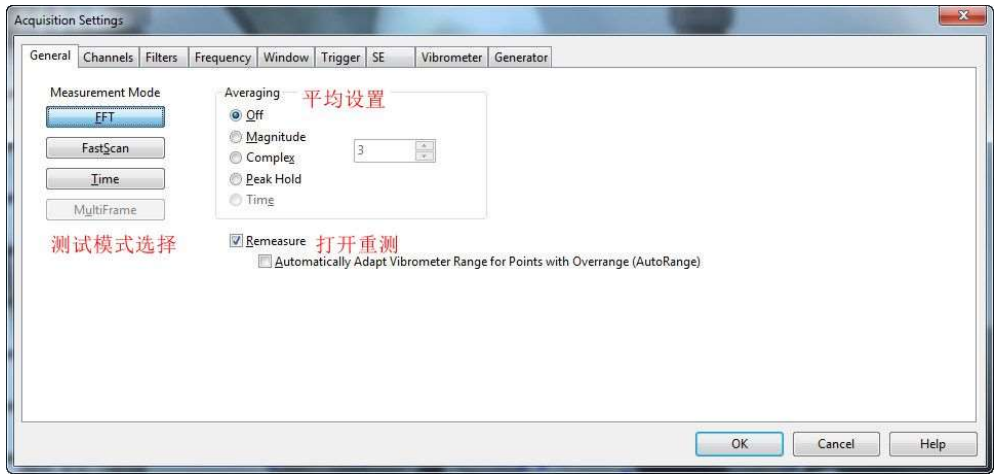 Acquisition Settings
General Channels Filters Frequency Window Trigger SE Vibrometer Generator
Measurement Mode
FFT
FastScan
Time
MultiFrame
测试模式选择
Averaging 平均设置
Off
Magnitude
Complex
Peak Hold
Time
3
Remeasure 打开重测
Automatically Adapt Vibrometer Range for Points with Overrange (AutoRange)
OK Cancel Help